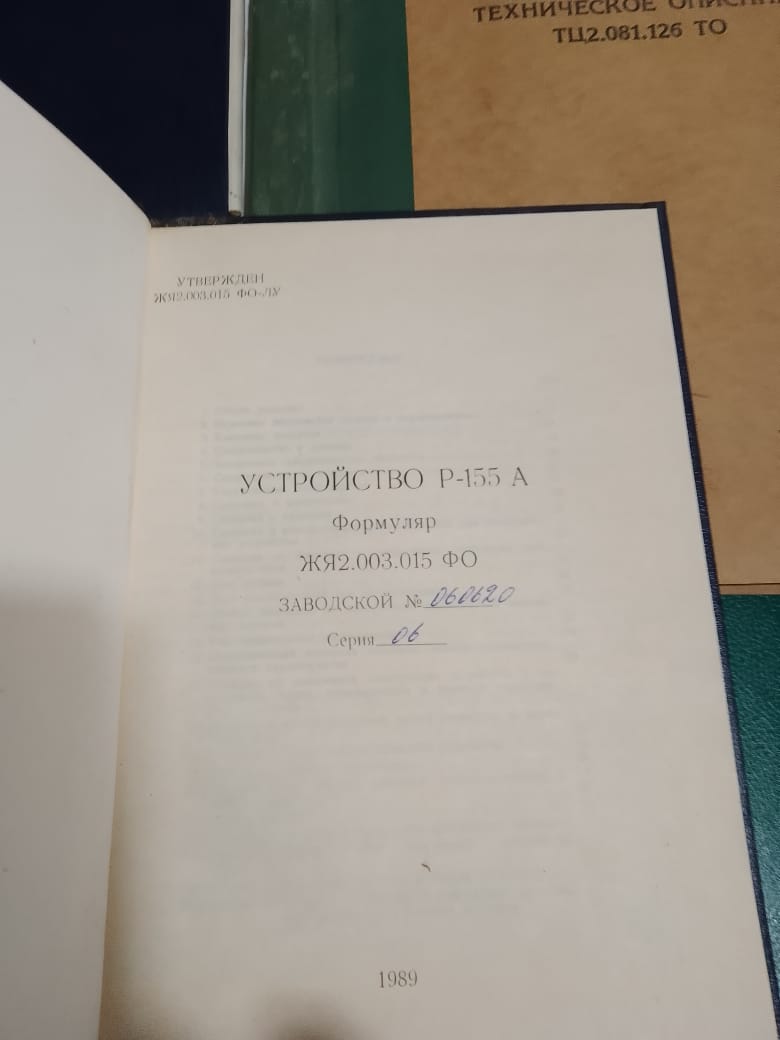 ТЕХНИЧЕСКОЕ
ТЦ2.081.126 ТО
УТВЕРЖДЕН
ЖЯ2.003.015 ФО-ЛУ
УСТРОЙСТВО Р-155 А
Формуляр
ЖЯ2.003.015 ФО
ЗАВОДСКОЙ № 060620
Серия 06
1989